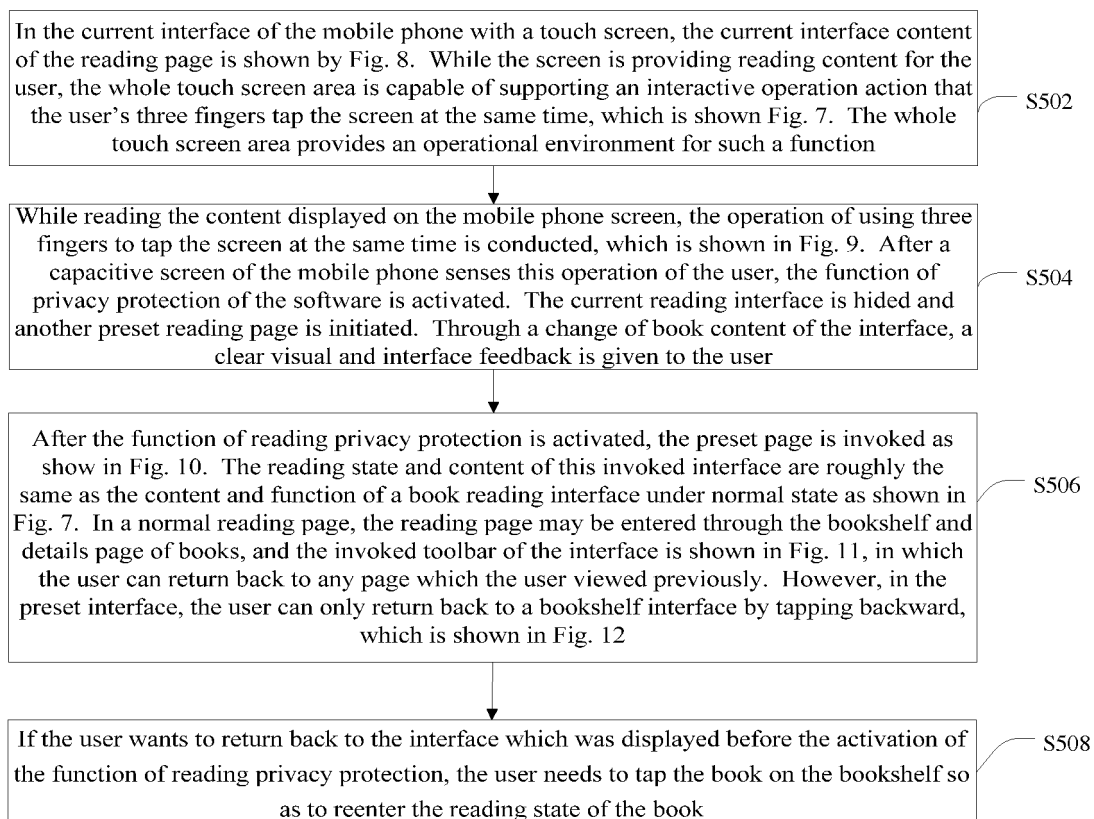 In the current interface of the mobile phone with a touch screen, the current interface content
of the reading page is shown by Fig. 8.  While the screen is providing reading content for the
user, the whole touch screen area is capable of supporting an interactive operation action that
the user's three fingers tap the screen at the same time, which is shown Fig. 7.  The whole
touch screen area provides an operational environment for such a function
S502
While reading the content displayed on the mobile phone screen, the operation of using three
fingers to tap the screen at the same time is conducted, which is shown in Fig. 9.  After a
capacitive screen of the mobile phone senses this operation of the user, the function of
privacy protection of the software is activated.  The current reading interface is hided and
another preset reading page is initiated.  Through a change of book content of the interface, a
clear visual and interface feedback is given to the user
S504
After the function of reading privacy protection is activated, the preset page is invoked as
show in Fig. 10.  The reading state and content of this invoked interface are roughly the
same as the content and function of a book reading interface under normal state as shown in
Fig. 7.  In a normal reading page, the reading page may be entered through the bookshelf and
details page of books, and the invoked toolbar of the interface is shown in Fig. 11, in which
the user can return back to any page which the user viewed previously.  However, in the
preset interface, the user can only return back to a bookshelf interface by tapping backward,
which is shown in Fig. 12
S506
If the user wants to return back to the interface which was displayed before the activation of
the function of reading privacy protection, the user needs to tap the book on the bookshelf so
as to reenter the reading state of the book
S508